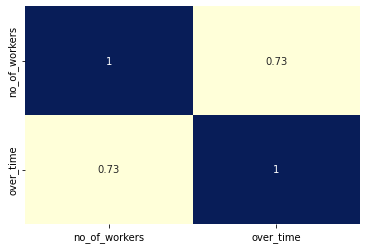 no_of_workers
1
0.73
over_time
0.73
1
no_of_workers
over_time